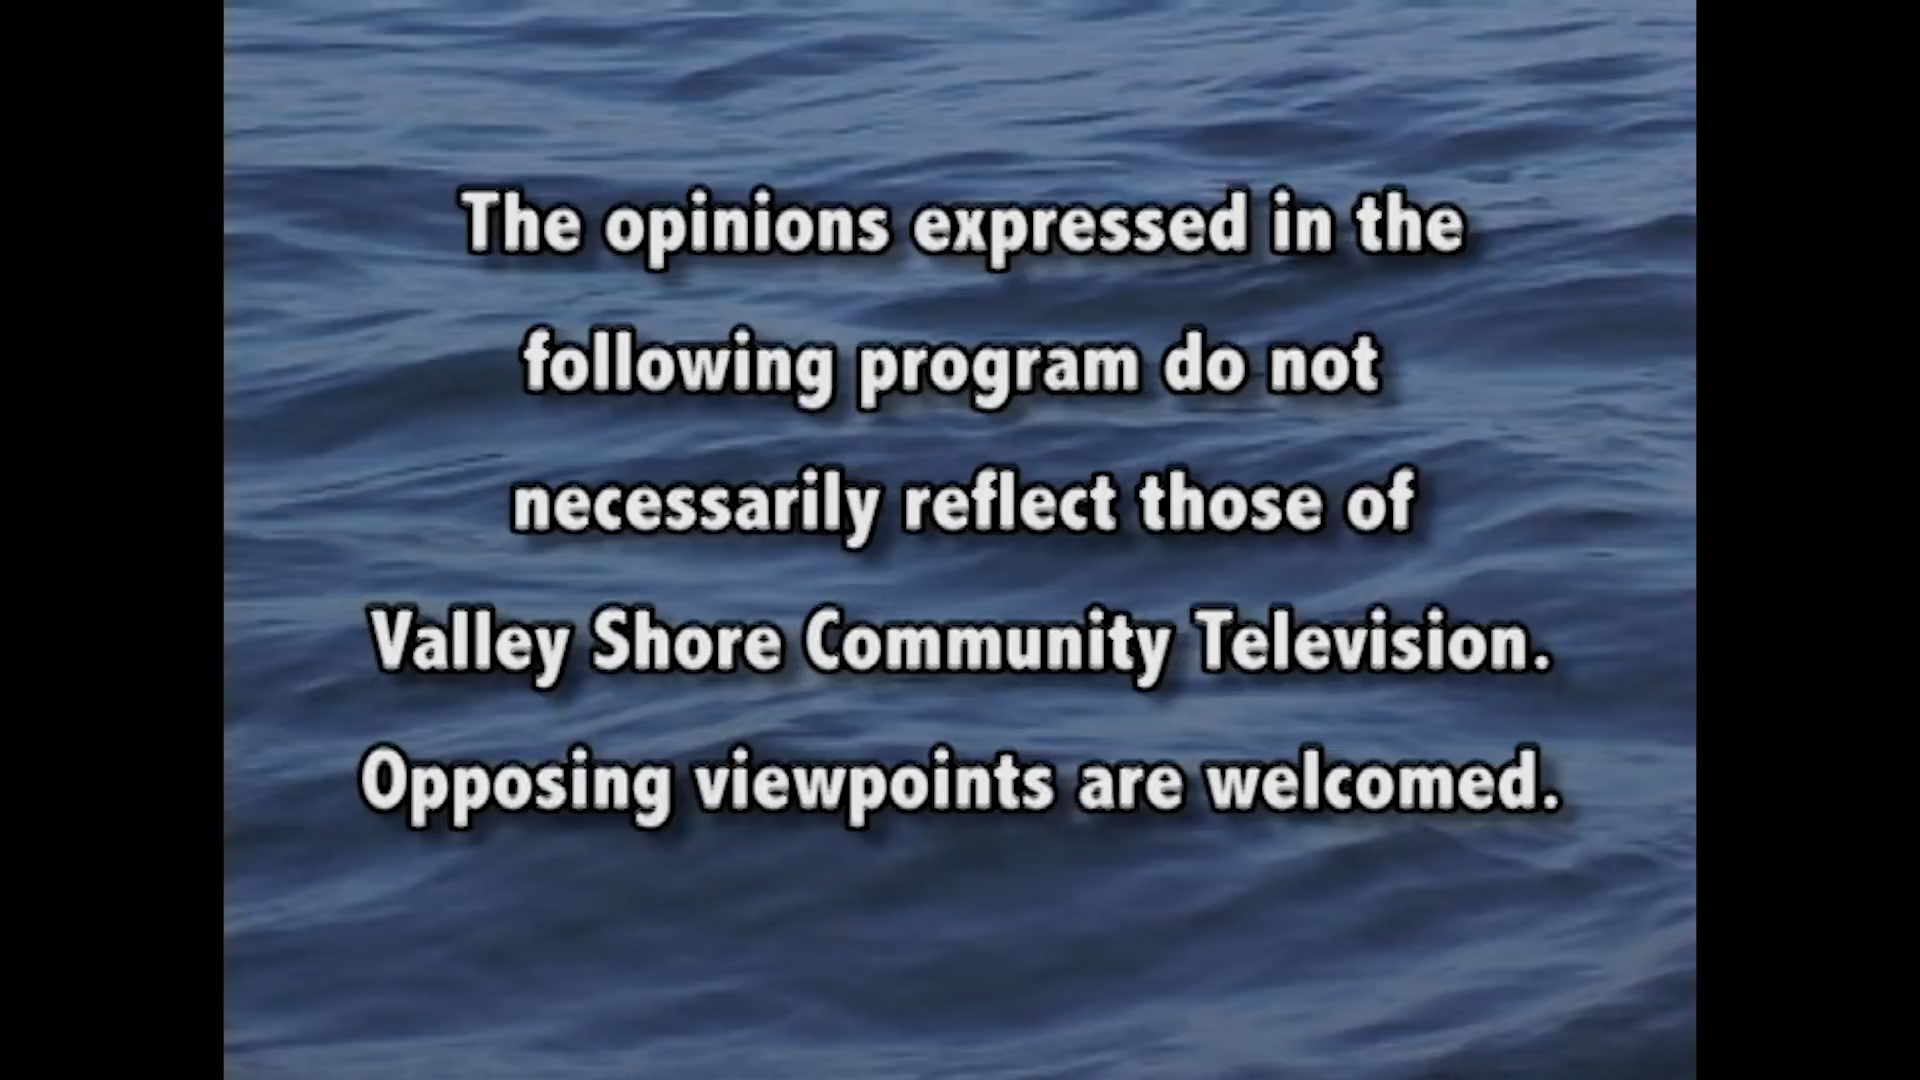 The opinions expressed in the
following program do not
necessarily reflect those of
Valley Shore Community Television.
Opposing viewpoints are welcomed.